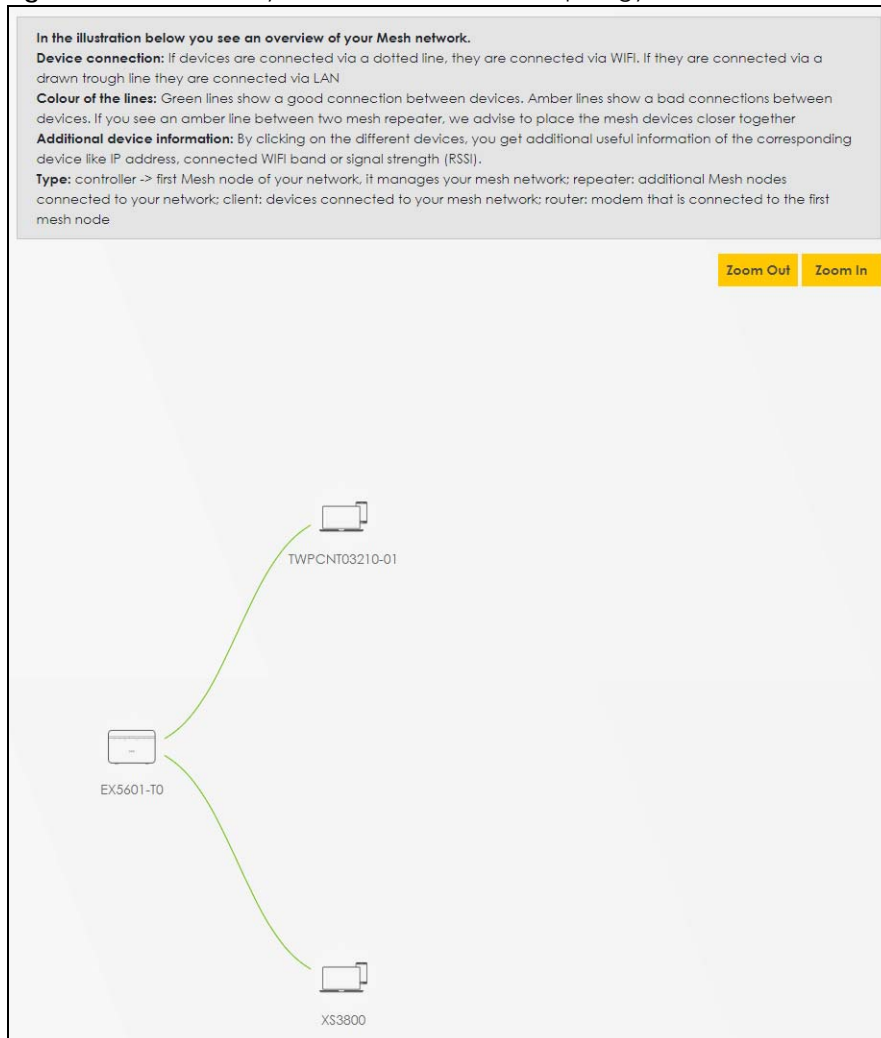 In the illustration below you see an overview of your Mesh network.
Device connection: If devices are connected via a dotted line, they are connected via WIFI. If they are connected via a
drawn trough line they are connected via LAN
Colour of the lines: Green lines show a good connection between devices. Amber lines show a bad connections between
devices. If you see an amber line between two mesh repeater, we advise to place the mesh devices closer together
Additional device information: By clicking on the different devices, you get additional useful information of the corresponding
device like IP address, connected WIFI band or signal strength (RSSI).
Type: controller -> first Mesh node of your network, it manages your mesh network; repeater: additional Mesh nodes
connected to your network; client: devices connected to your mesh network; router: modem that is connected to the first
mesh node
Zoom Out Zoom In
TWPCNT03210-01
EX5601-T0
XS3800